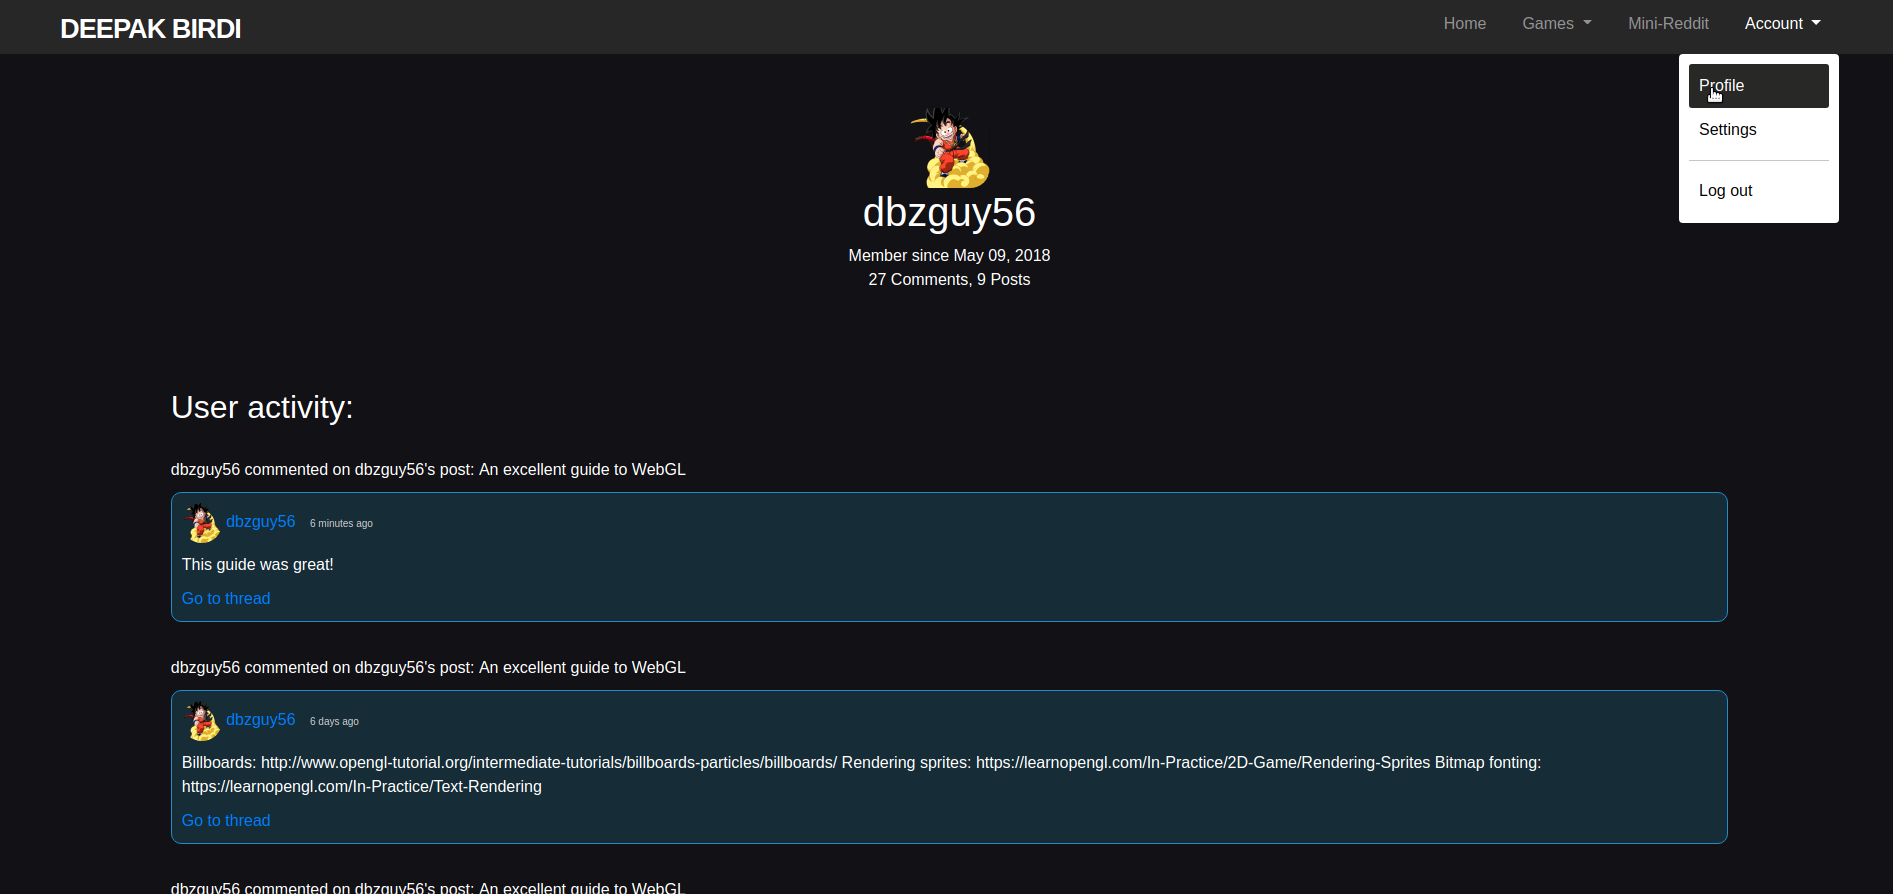 DEEPAK BIRDI
Home Games Mini-Reddit Account
Profile
Settings
Log out
dbzguy56
Member since May 09, 2018
27 Comments, 9 Posts
User activity:
dbzguy56 commented on dbzguy56's post: An excellent guide to WebGL
dbzguy56 6 minutes ago
This guide was great!
Go to thread
dbzguy56 commented on dbzguy56's post: An excellent guide to WebGL
dbzguy56 6 days ago
Billboards: http://www.opengl-tutorial.org/intermediate-tutorials/billboards-particles/billboards/ Rendering sprites: https://learnopengl.com/In-Practice/2D-Game/Rendering-Sprites Bitmap fonting:
https://learnopengl.com/In-Practice/Text-Rendering
Go to thread
dbzguy56 commented on dbzguy56's post: An excellent guide to WebGL